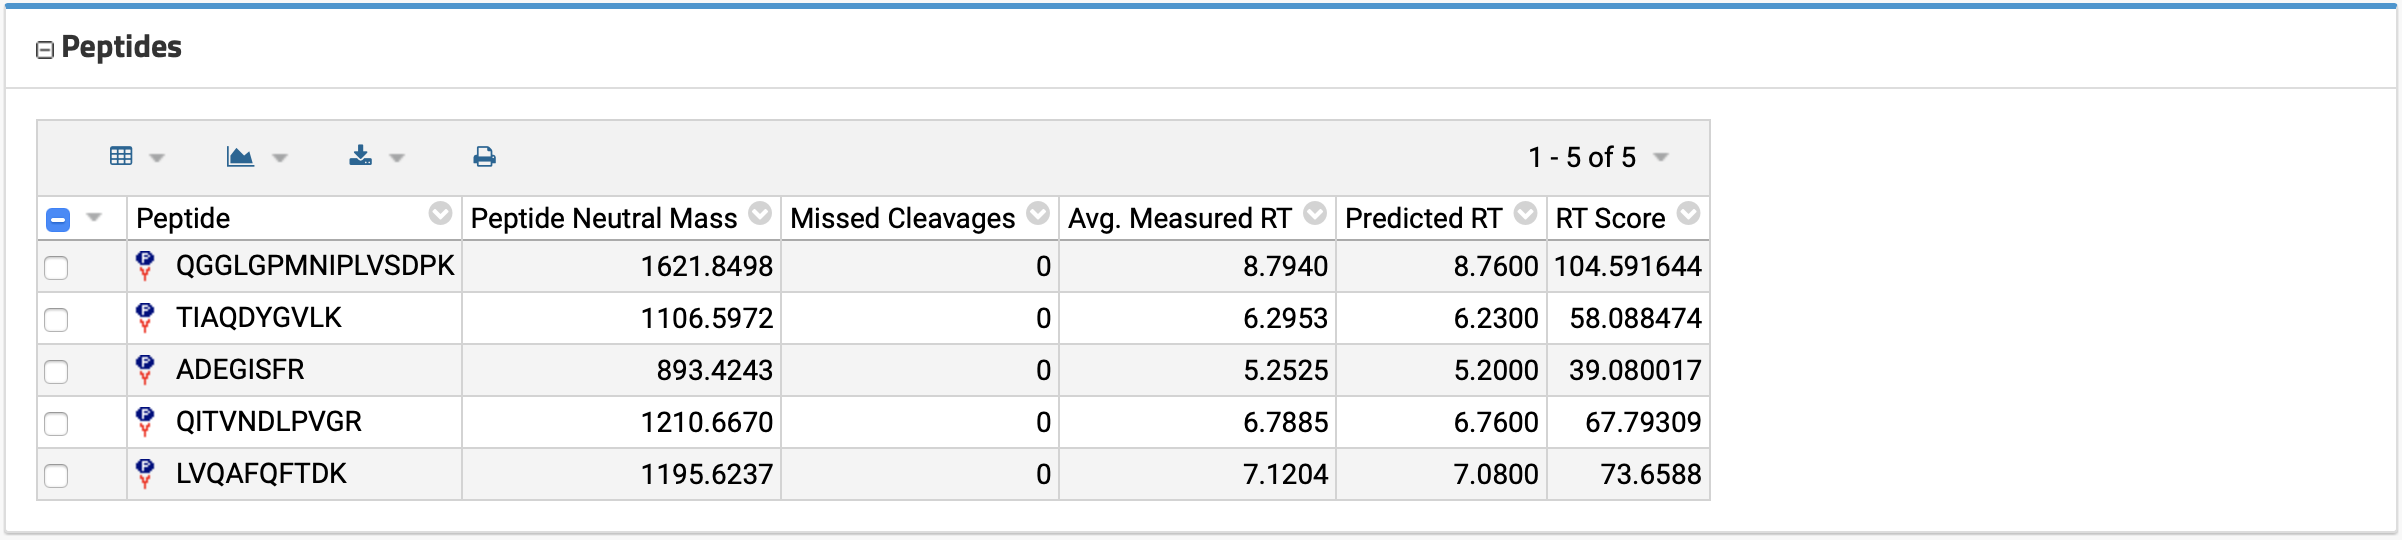 Peptides
1 - 5 of 5
Peptide Peptide Neutral Mass Missed Cleavages Avg. Measured RT Predicted RT RT Score
P Y QGGLGPMNIPLVSDPK 1621.8498 0 8.7940 8.7600 104.591644
P Y TIAQDYGVLK 1106.5972 0 6.2953 6.2300 58.088474
P Y ADEGISFR 893.4243 0 5.2525 5.2000 39.080017
P Y QITVNDLPVGR 1210.6670 0 6.7885 6.7600 67.79309
P Y LVQAFQFTDK 1195.6237 0 7.1204 7.0800 73.6588